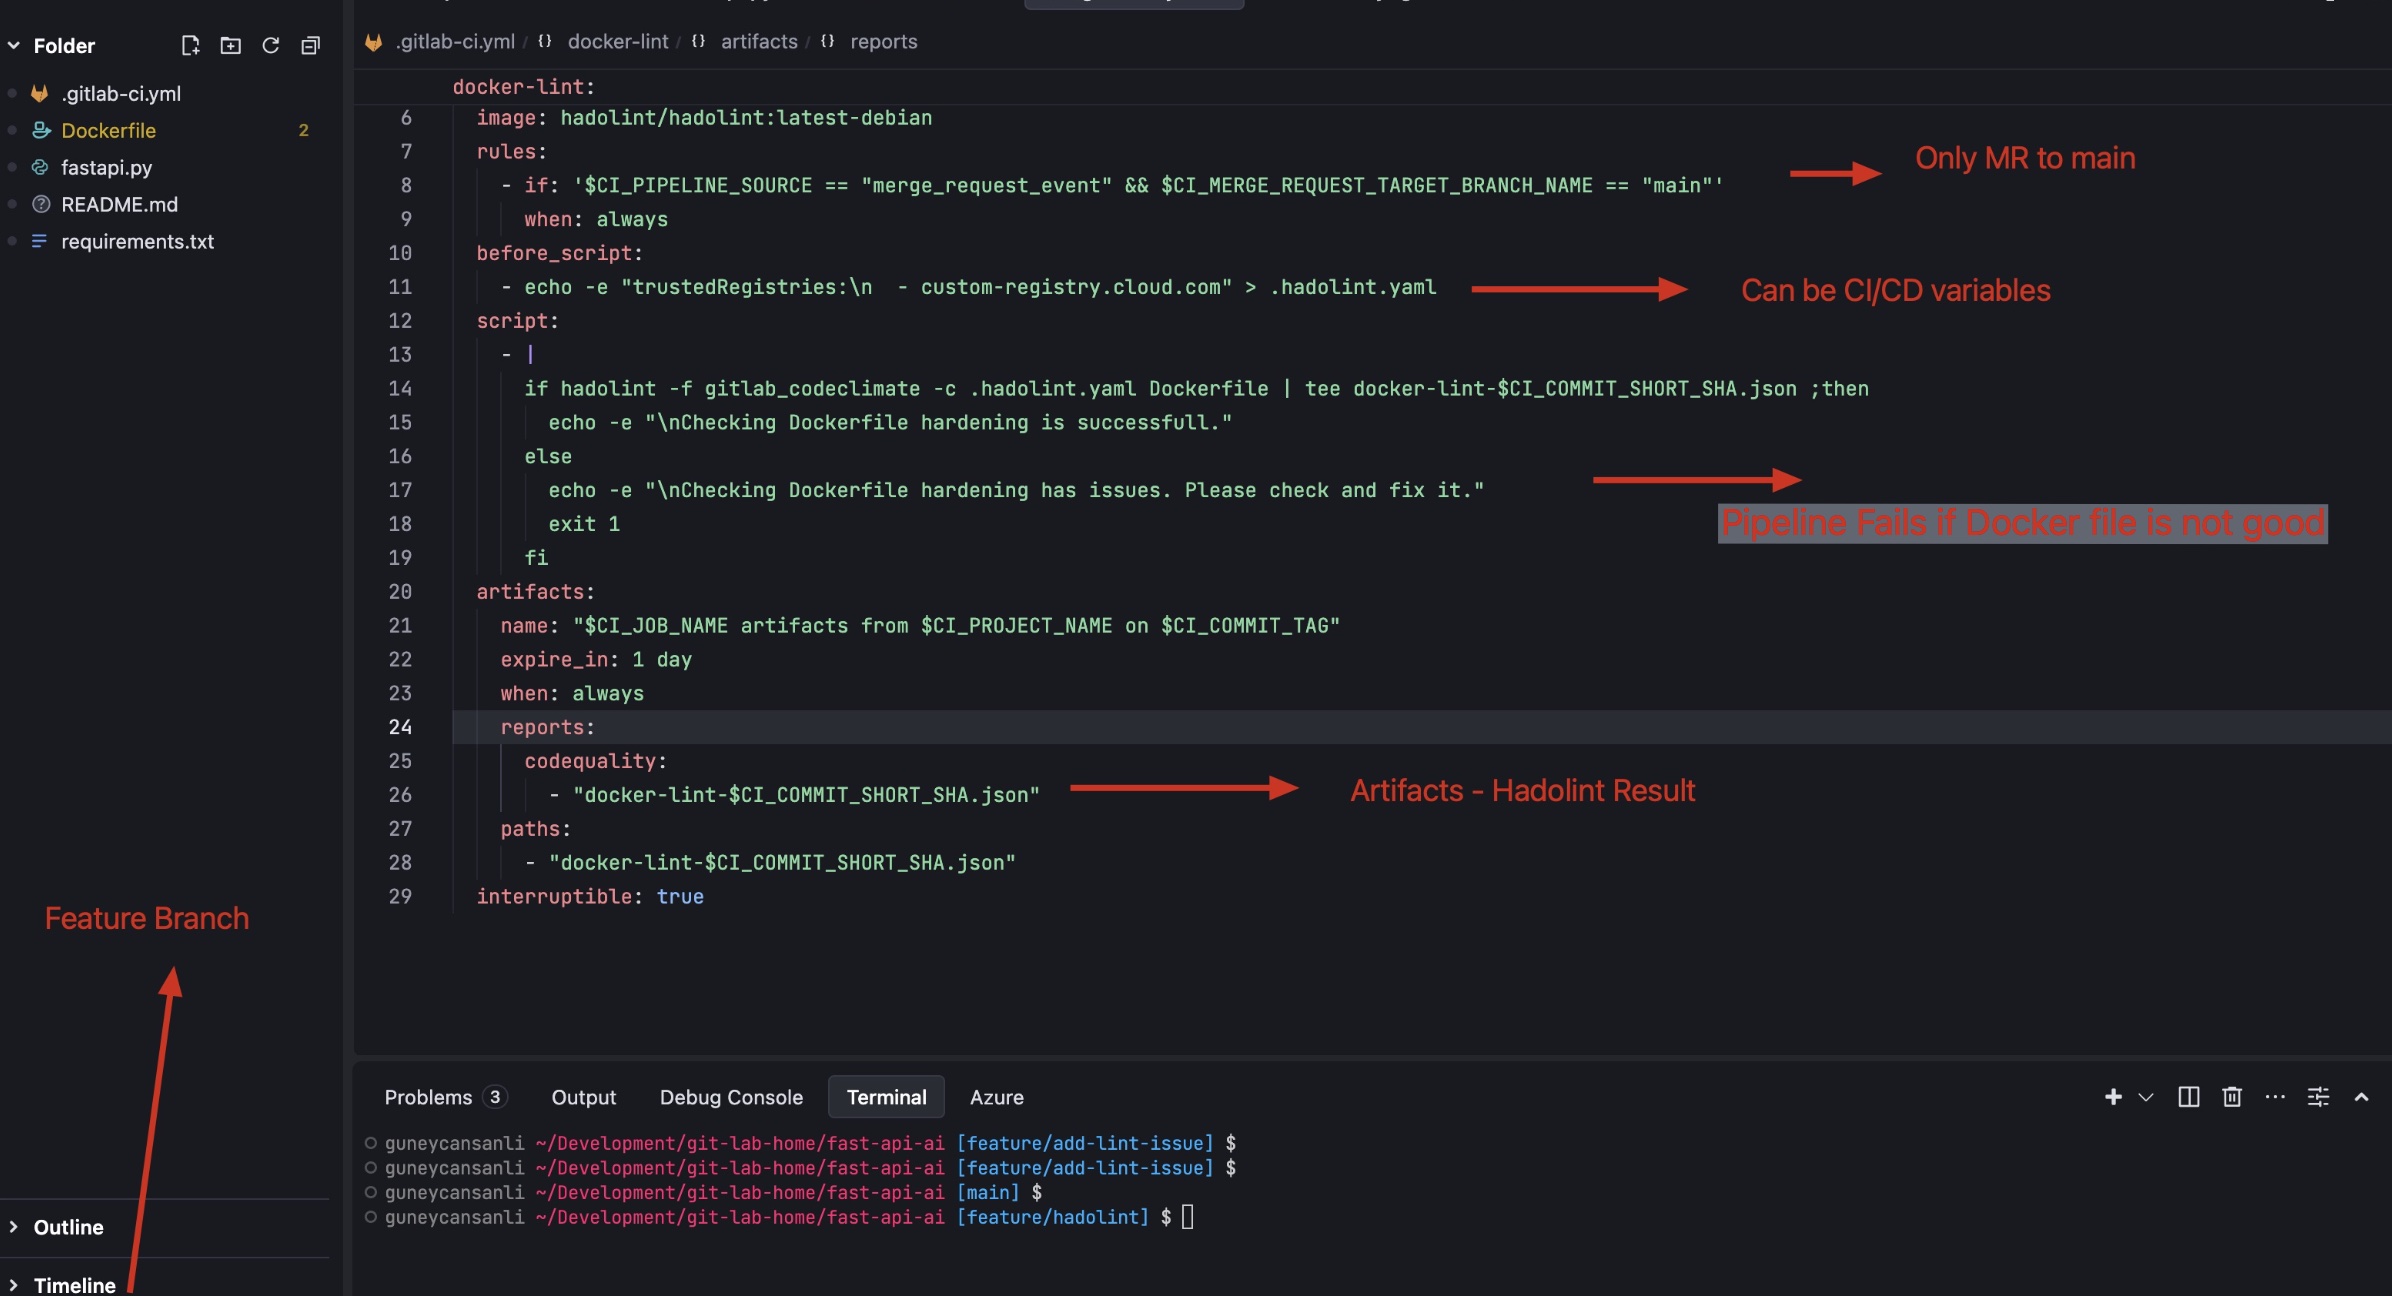 Folder
.gitlab-ci.yml
Dockerfile 2
fastapi.py
README.md
requirements.txt
Feature Branch
Outline
Timeline
.gitlab-ci.yml / {} docker-lint / {} artifacts / {} reports
docker-lint:
6 image: hadolint/hadolint:latest-debian
7 rules:
8 - if: '$CI_PIPELINE_SOURCE == "merge_request_event" && $CI_MERGE_REQUEST_TARGET_BRANCH_NAME == "main"'
Only MR to main
9 when: always
10 before_script:
11 - echo -e "trustedRegistries:\n  - custom-registry.cloud.com" > .hadolint.yaml
Can be CI/CD variables
12 script:
13 - |
14 if hadolint -f gitlab_codeclimate -c .hadolint.yaml Dockerfile | tee docker-lint-$CI_COMMIT_SHORT_SHA.json ;then
15 echo -e "\nChecking Dockerfile hardening is successfull."
16 else
17 echo -e "\nChecking Dockerfile hardening has issues. Please check and fix it."
18 exit 1
Pipeline Fails if Docker file is not good
19 fi
20 artifacts:
21 name: "$CI_JOB_NAME artifacts from $CI_PROJECT_NAME on $CI_COMMIT_TAG"
22 expire_in: 1 day
23 when: always
24 reports:
25 codequality:
26 - "docker-lint-$CI_COMMIT_SHORT_SHA.json"
Artifacts - Hadolint Result
27 paths:
28 - "docker-lint-$CI_COMMIT_SHORT_SHA.json"
29 interruptible: true
Problems 3 Output Debug Console Terminal Azure
guneycansanli ~/Development/git-lab-home/fast-api-ai [feature/add-lint-issue] $
guneycansanli ~/Development/git-lab-home/fast-api-ai [feature/add-lint-issue] $
guneycansanli ~/Development/git-lab-home/fast-api-ai [main] $
guneycansanli ~/Development/git-lab-home/fast-api-ai [feature/hadolint] $